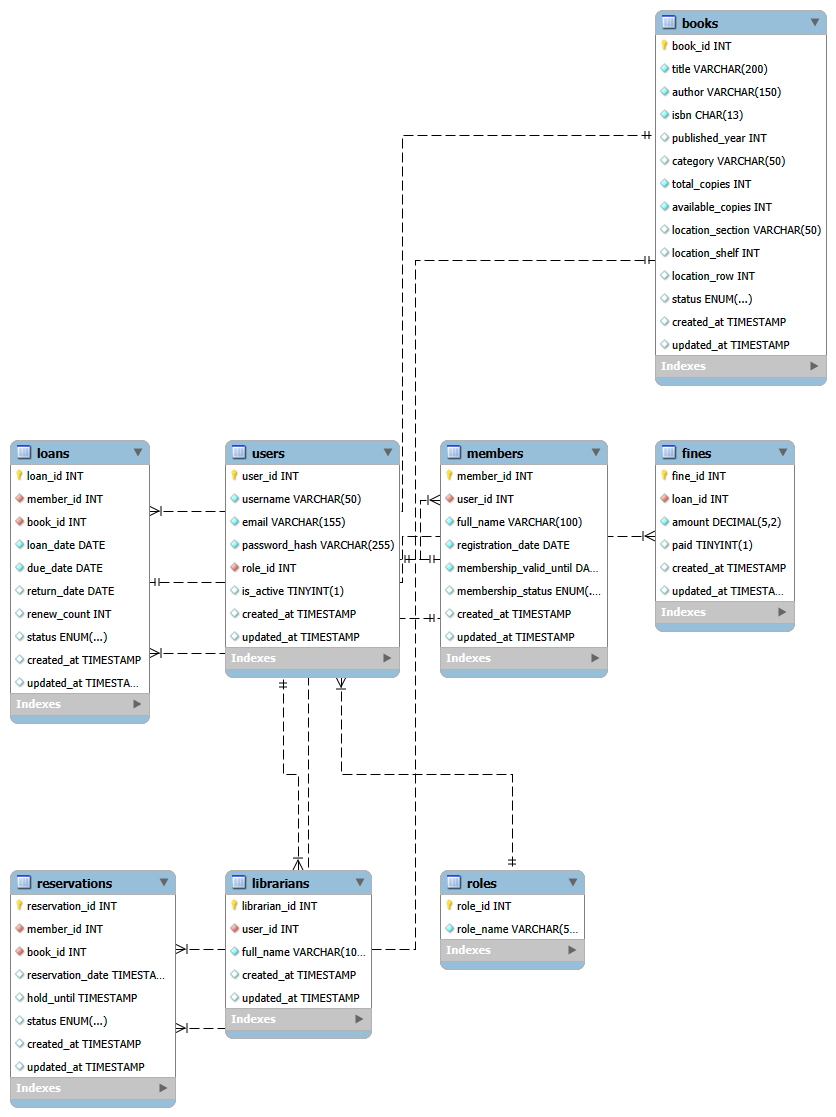 books
book_id INT
title VARCHAR(200)
author VARCHAR(150)
isbn CHAR(13)
published_year INT
category VARCHAR(50)
total_copies INT
available_copies INT
location_section VARCHAR(50)
location_shelf INT
location_row INT
status ENUM(...)
created_at TIMESTAMP
updated_at TIMESTAMP
Indexes
loans
loan_id INT
member_id INT
book_id INT
loan_date DATE
due_date DATE
return_date DATE
renew_count INT
status ENUM(...)
created_at TIMESTAMP
updated_at TIMESTA...
Indexes
users
user_id INT
username VARCHAR(50)
email VARCHAR(155)
password_hash VARCHAR(255)
role_id INT
is_active TINYINT(1)
created_at TIMESTAMP
updated_at TIMESTAMP
Indexes
members
member_id INT
user_id INT
full_name VARCHAR(100)
registration_date DATE
membership_valid_until DA...
membership_status ENUM(....
created_at TIMESTAMP
updated_at TIMESTAMP
Indexes
fines
fine_id INT
loan_id INT
amount DECIMAL(5,2)
paid TINYINT(1)
created_at TIMESTAMP
updated_at TIMESTA...
Indexes
reservations
reservation_id INT
member_id INT
book_id INT
reservation_date TIMESTA...
hold_until TIMESTAMP
status ENUM(...)
created_at TIMESTAMP
updated_at TIMESTAMP
Indexes
librarians
librarian_id INT
user_id INT
full_name VARCHAR(10...
created_at TIMESTAMP
updated_at TIMESTAMP
Indexes
roles
role_id INT
role_name VARCHAR(5...
Indexes